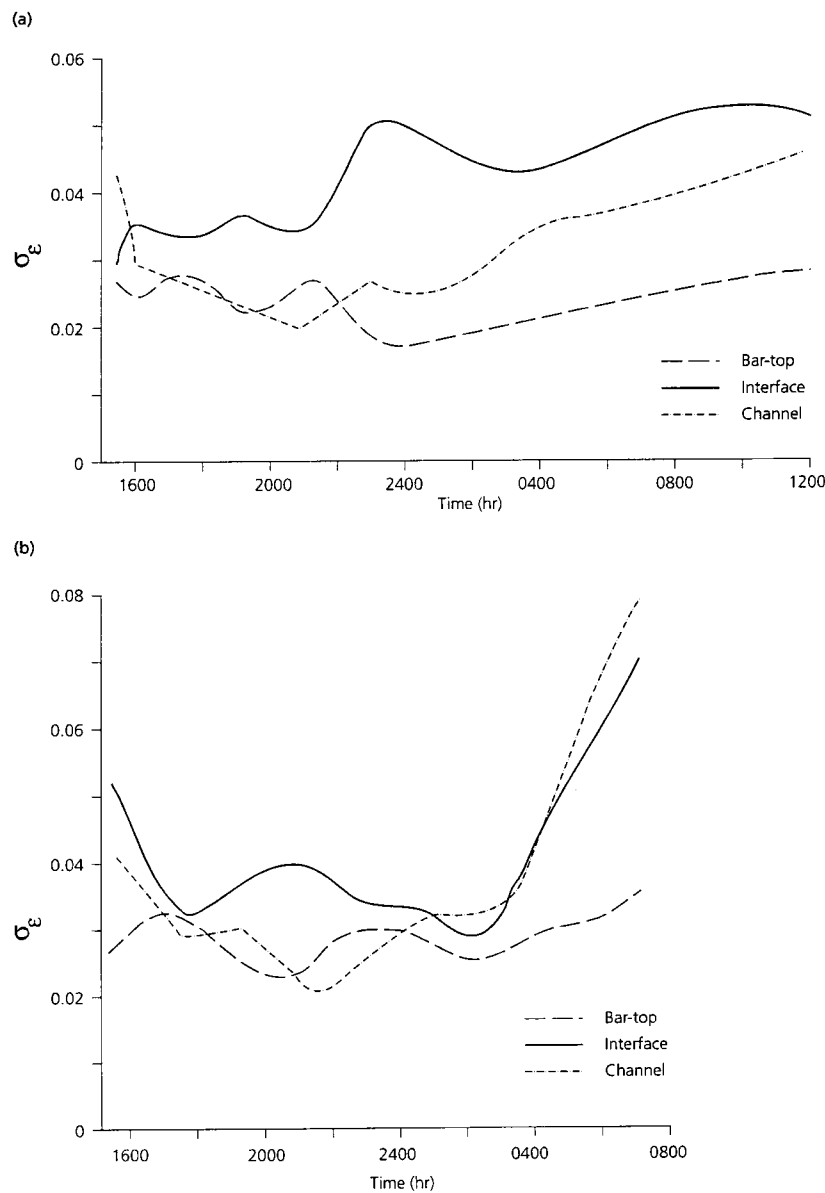 (a)
0.06
0.04
σε
0.02
0
Bar-top
Interface
Channel
1600 2000 2400 0400 0800 1200
Time (hr)
(b)
0.08
0.06
0.04
σε
0.02
0
Bar-top
Interface
Channel
1600 2000 2400 0400 0800
Time (hr)